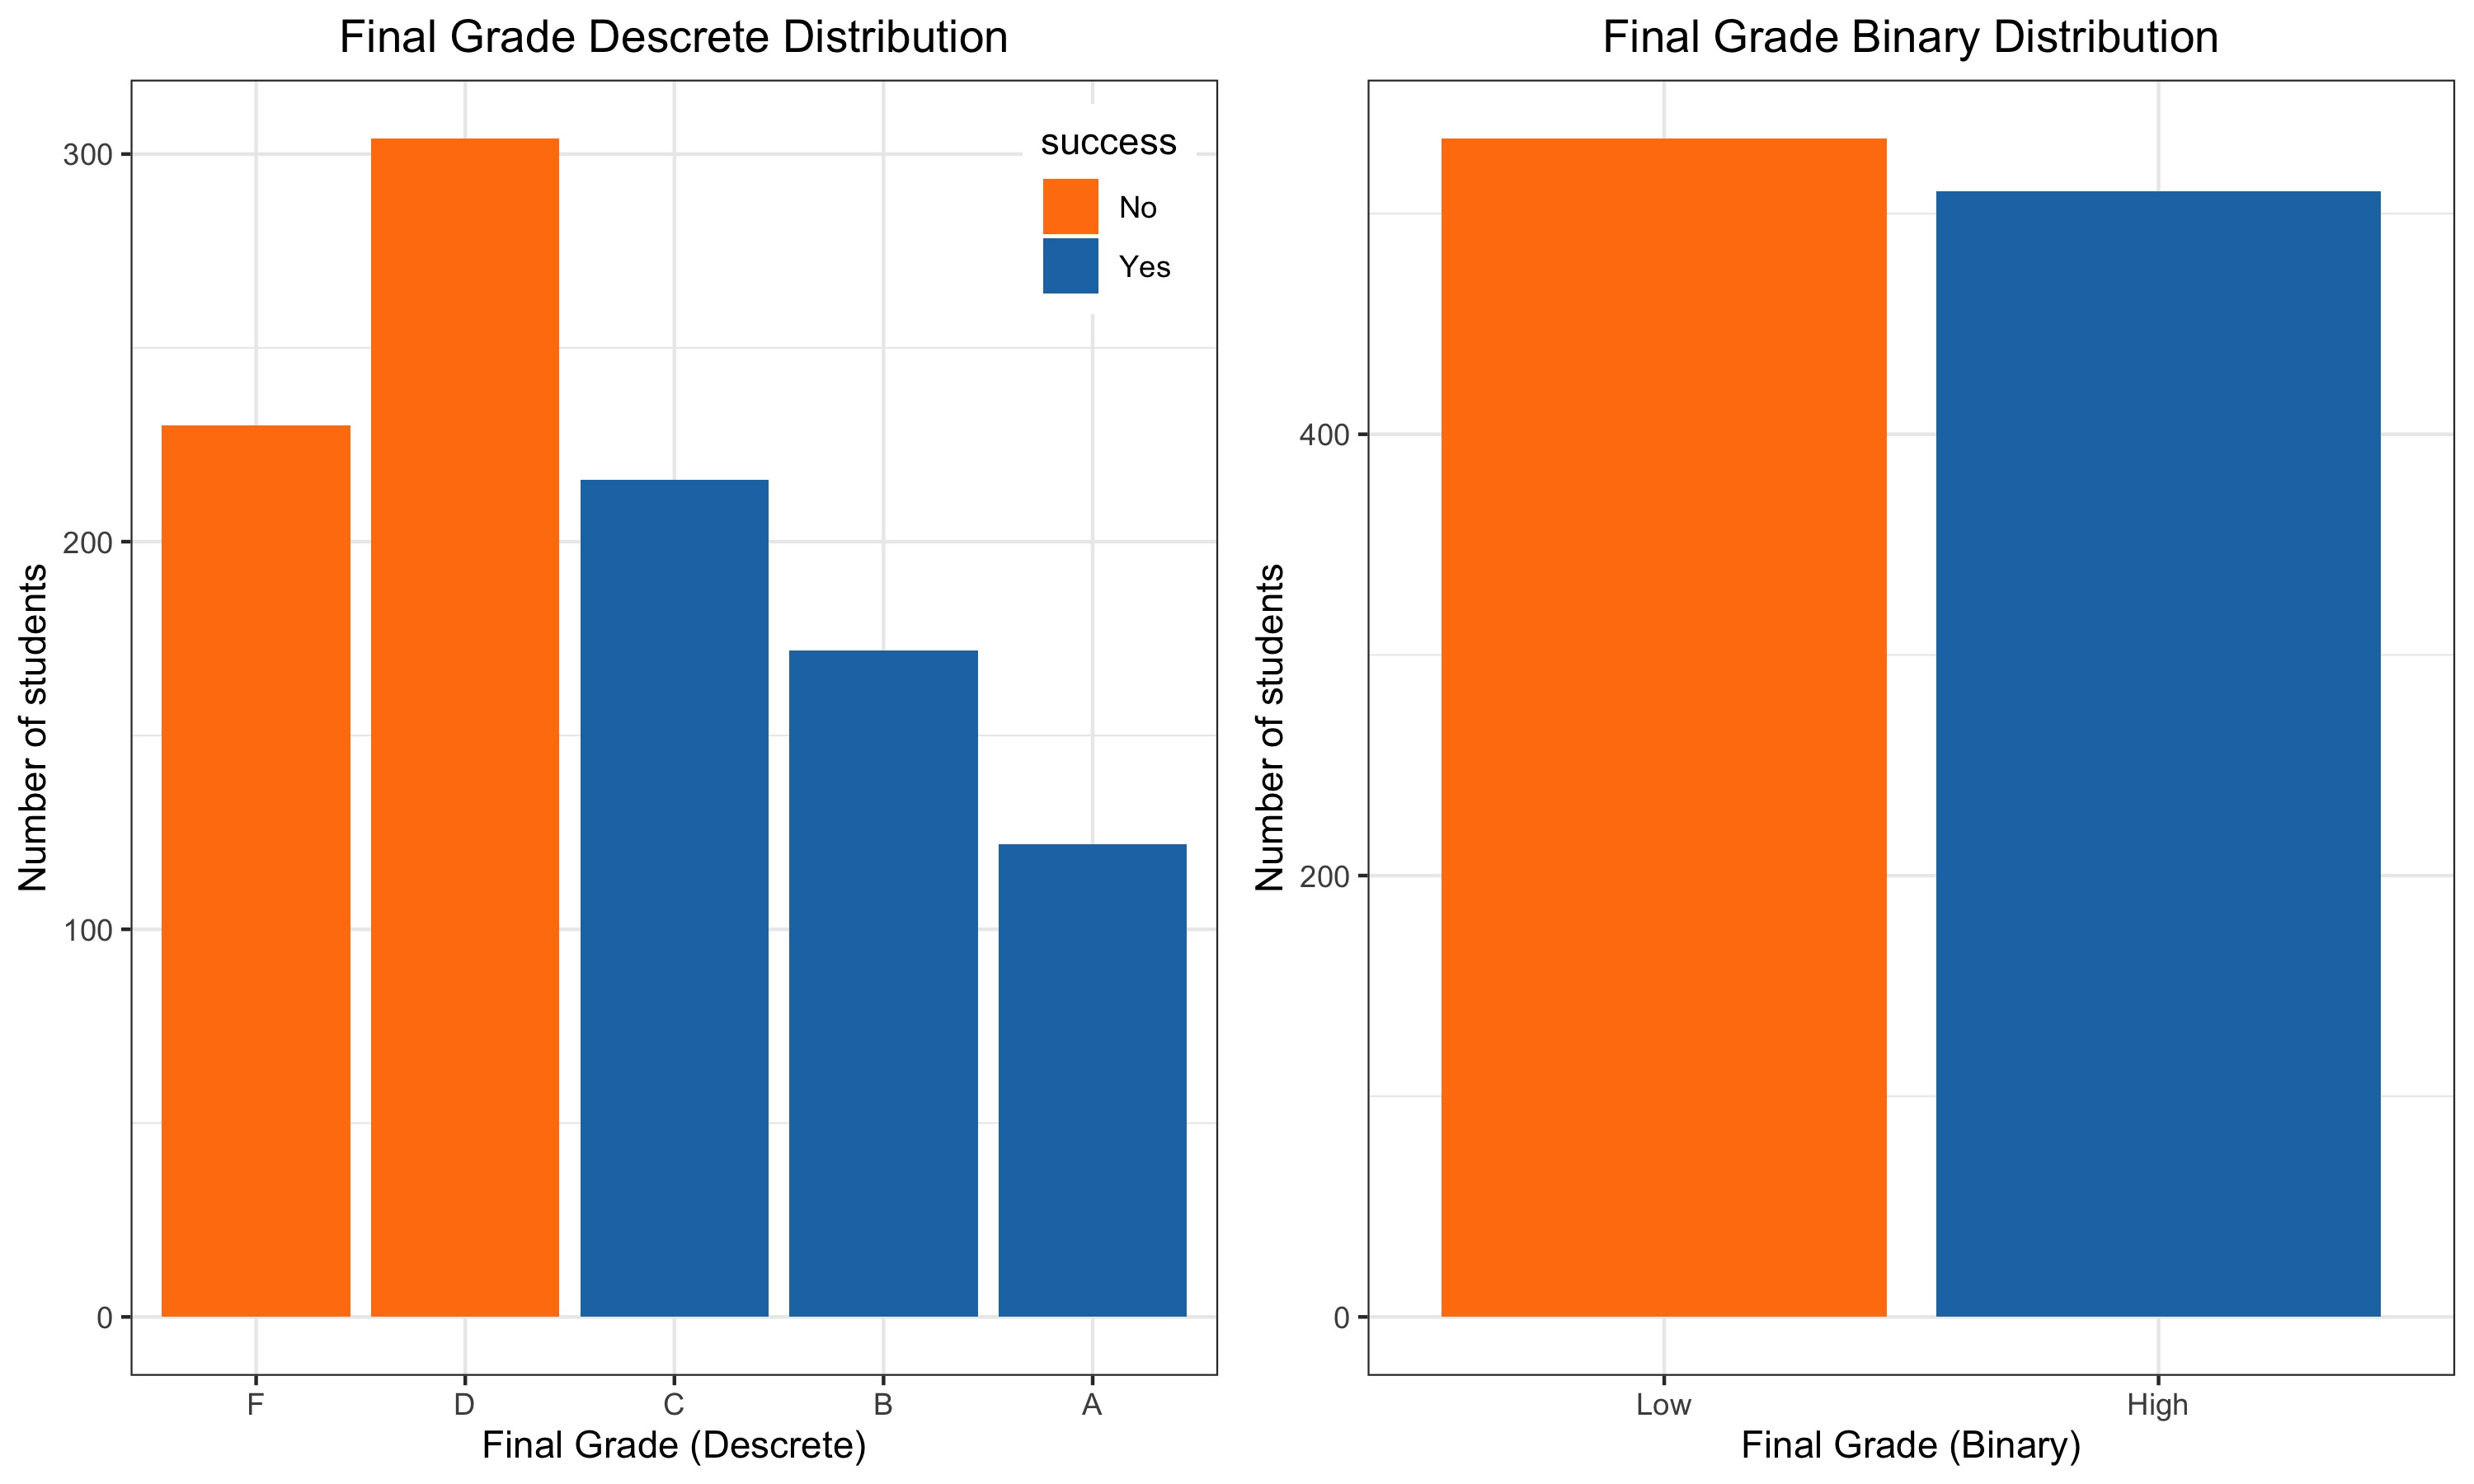 Final Grade Descrete Distribution
300
200
100
0
Number of students
success
No
Yes
F
D
C
B
A
Final Grade (Descrete)
Final Grade Binary Distribution
400
200
0
Number of students
Low
High
Final Grade (Binary)